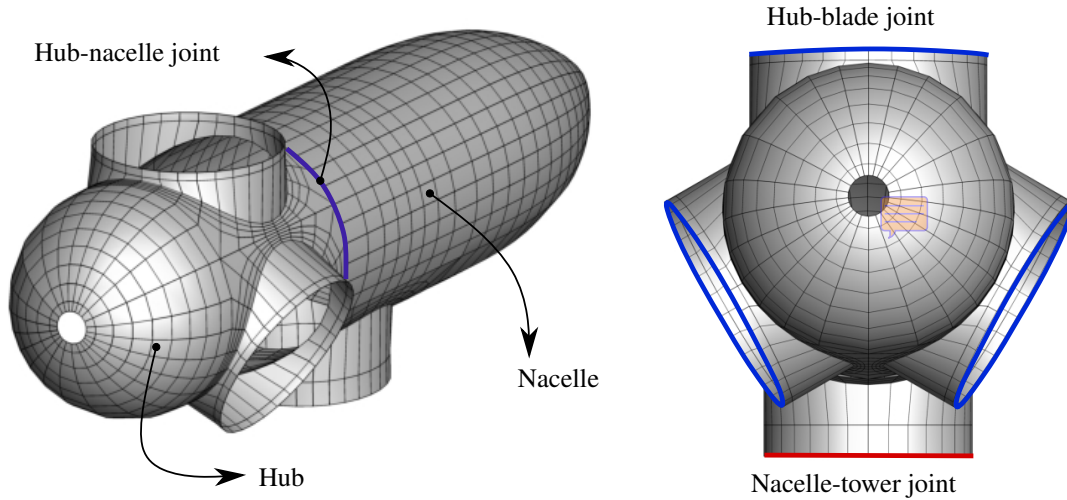 Hub-nacelle joint
Nacelle
Hub
Hub-blade joint
Nacelle-tower joint